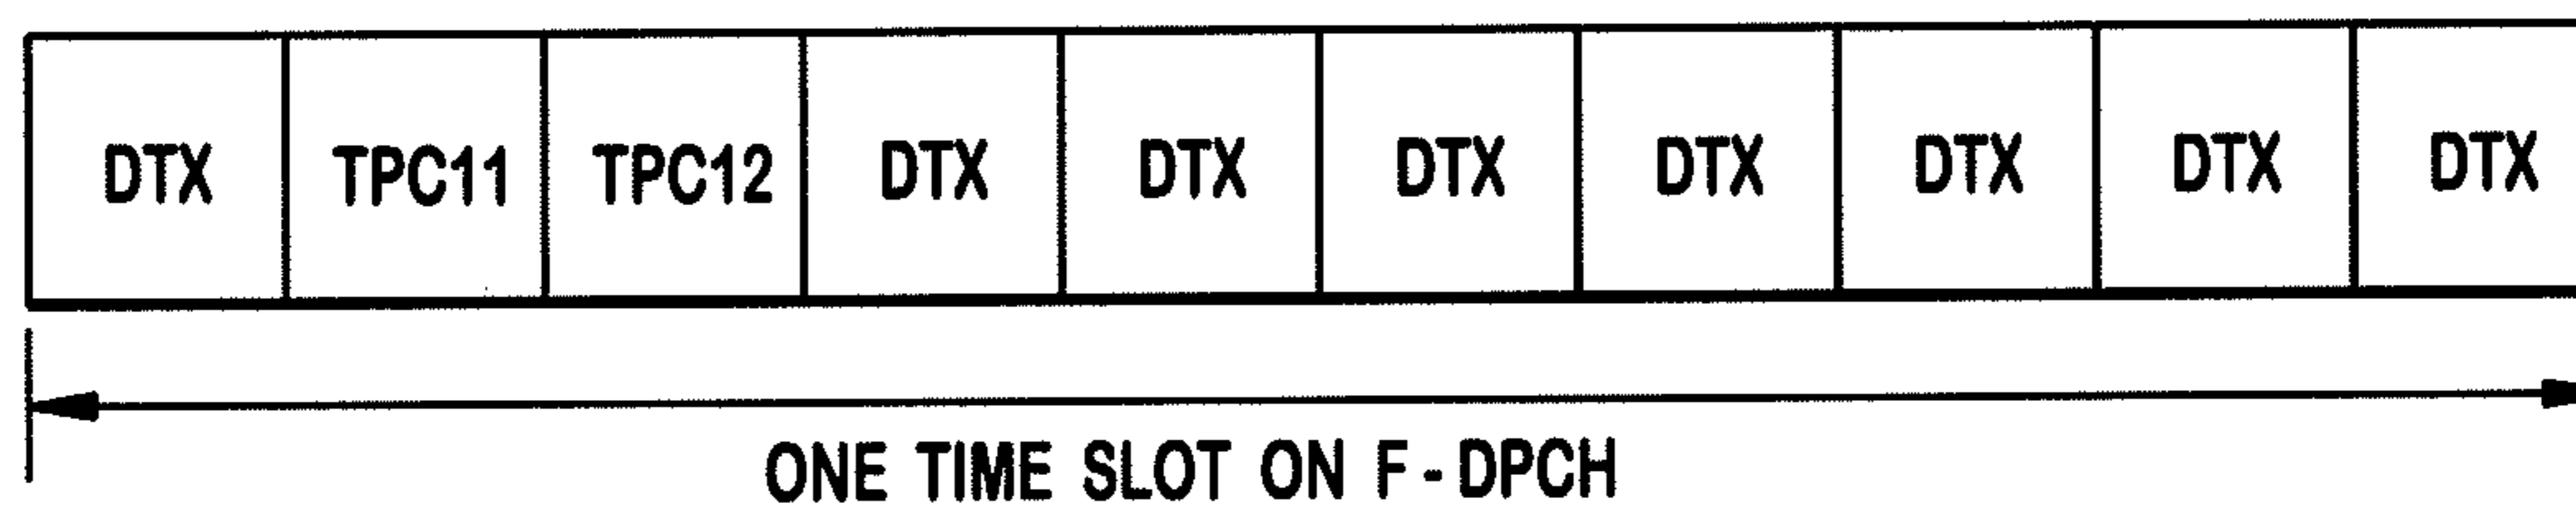 DTX TPC11 TPC12 DTX DTX DTX DTX DTX DTX DTX
ONE TIME SLOT ON F-DPCH